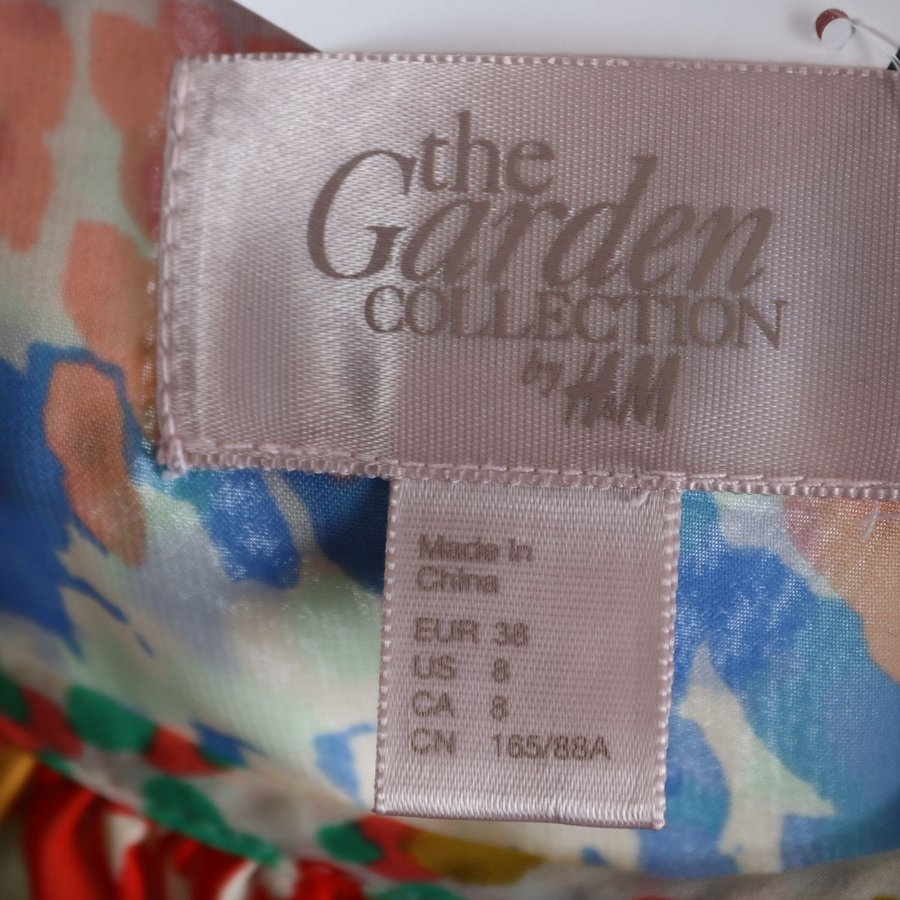 the
Garden
COLLECTION
by H&M
Made in
China
EUR 38
US 8
CA 8
CN 165/88A